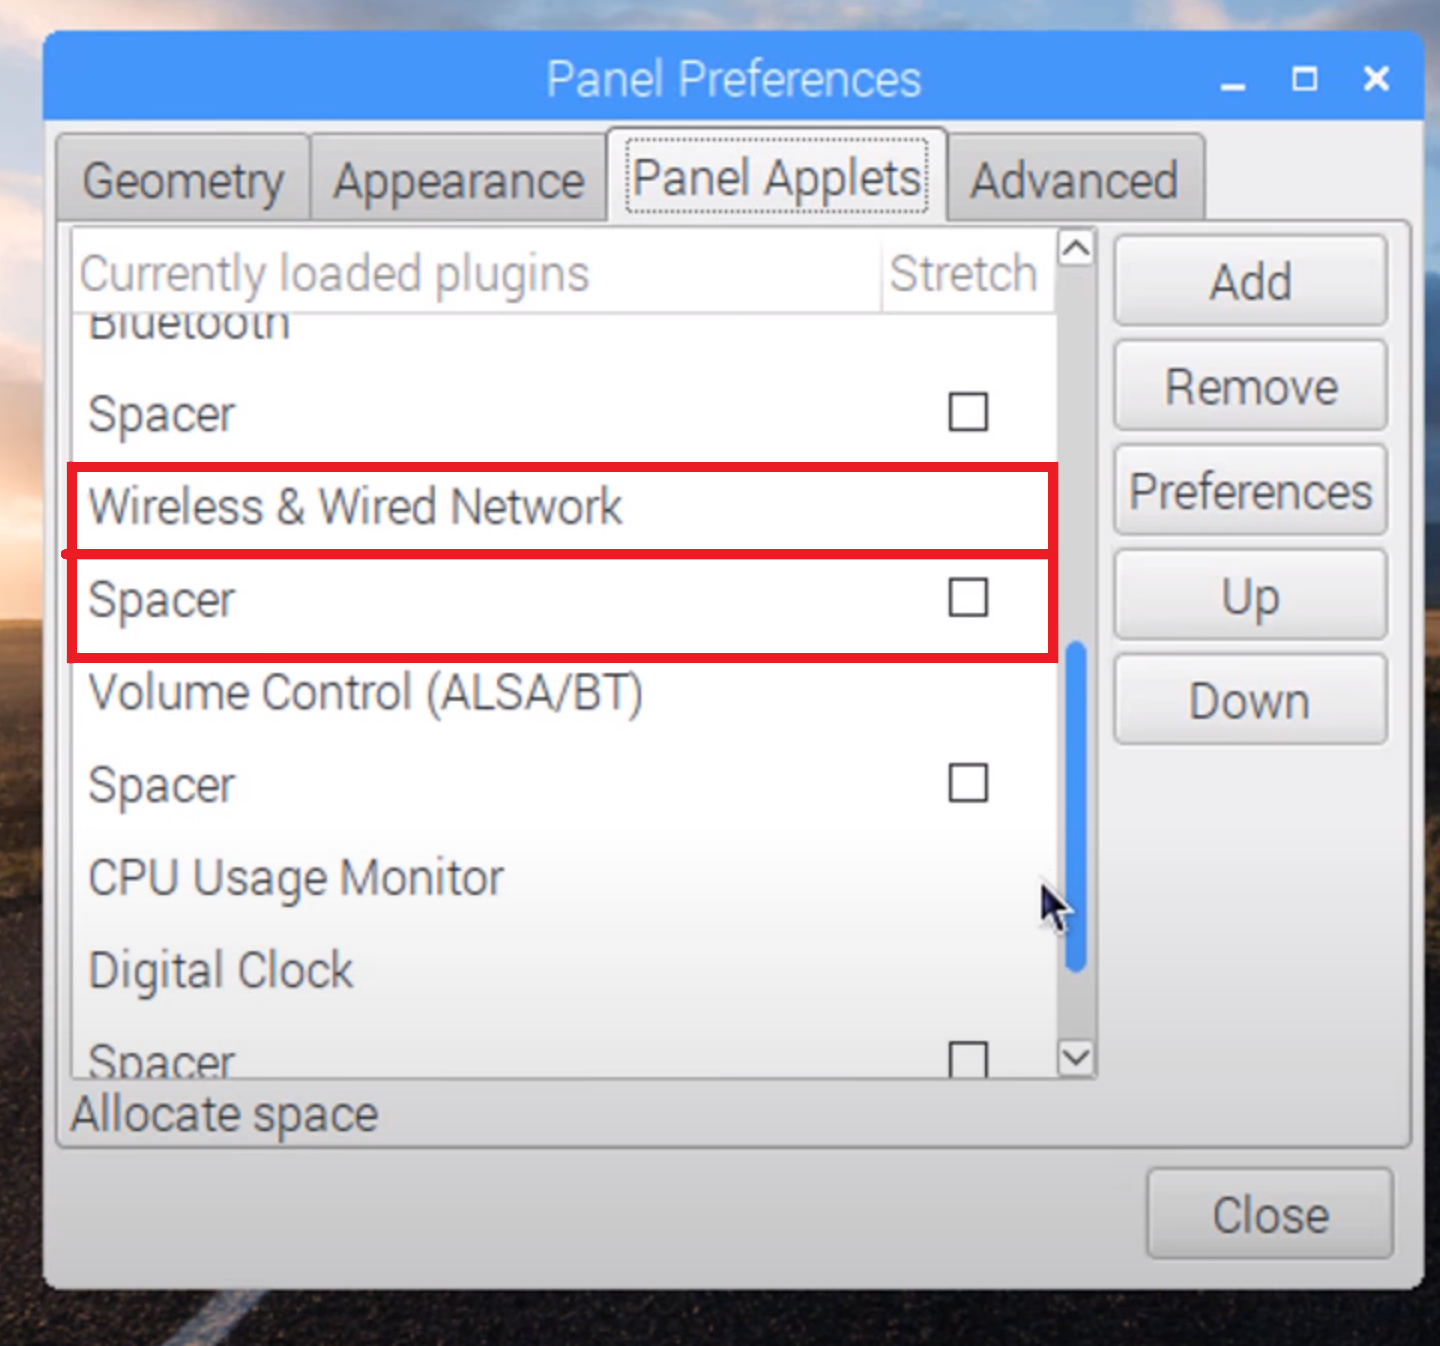 Panel Preferences
Geometry
Appearance
Panel Applets
Advanced
Currently loaded plugins
Stretch
Bluetooth
Spacer
Wireless & Wired Network
Spacer
Volume Control (ALSA/BT)
Spacer
CPU Usage Monitor
Digital Clock
Spacer
Allocate space
Add
Remove
Preferences
Up
Down
Close